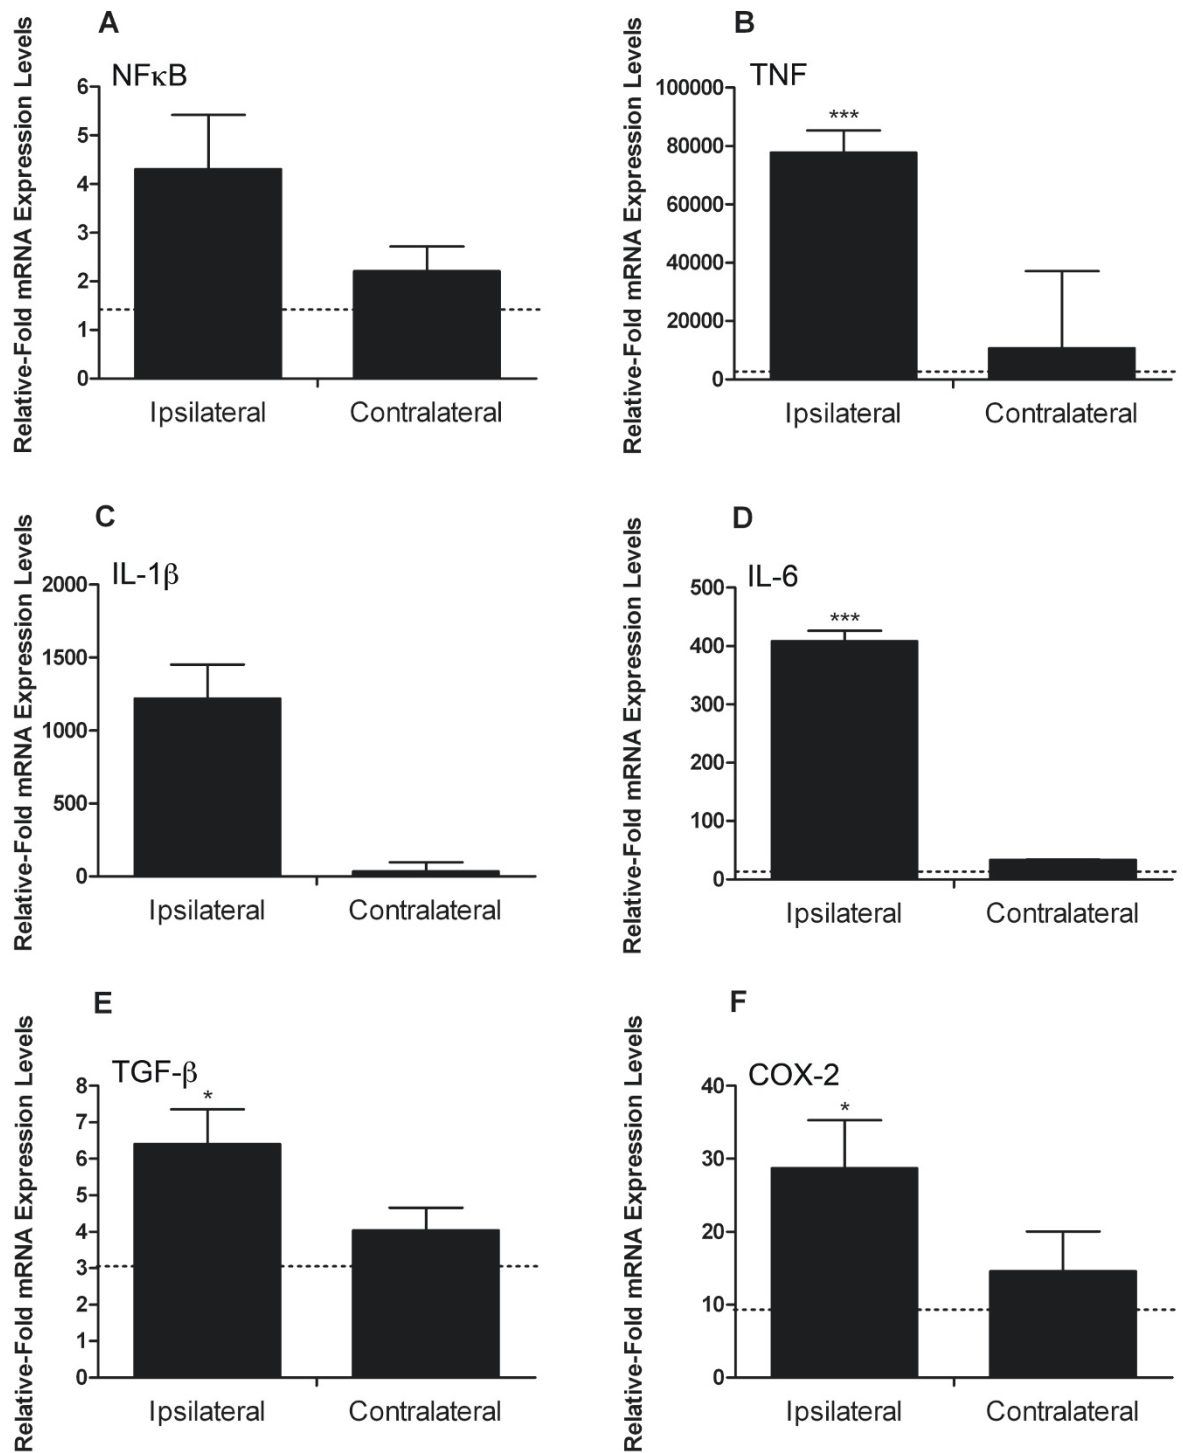 A
NFκB
Relative-Fold mRNA Expression Levels
6
5
4
3
2
1
0
Ipsilateral
Contralateral
B
TNF
Relative-Fold mRNA Expression Levels
100000
80000
60000
40000
20000
0
***
Ipsilateral
Contralateral
C
IL-1β
Relative-Fold mRNA Expression Levels
2000
1500
1000
500
0
Ipsilateral
Contralateral
D
IL-6
Relative-Fold mRNA Expression Levels
500
400
300
200
100
0
***
Ipsilateral
Contralateral
E
TGF-β
Relative-Fold mRNA Expression Levels
8
7
6
5
4
3
2
1
0
*
Ipsilateral
Contralateral
F
COX-2
Relative-Fold mRNA Expression Levels
40
30
20
10
0
*
Ipsilateral
Contralateral